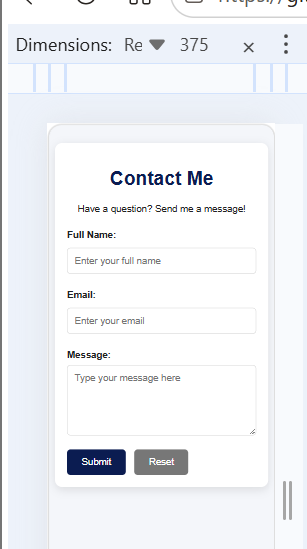 Dimensions: Re 375 ×
Contact Me
Have a question? Send me a message!
Full Name:
Enter your full name
Email:
Enter your email
Message:
Type your message here
Submit Reset